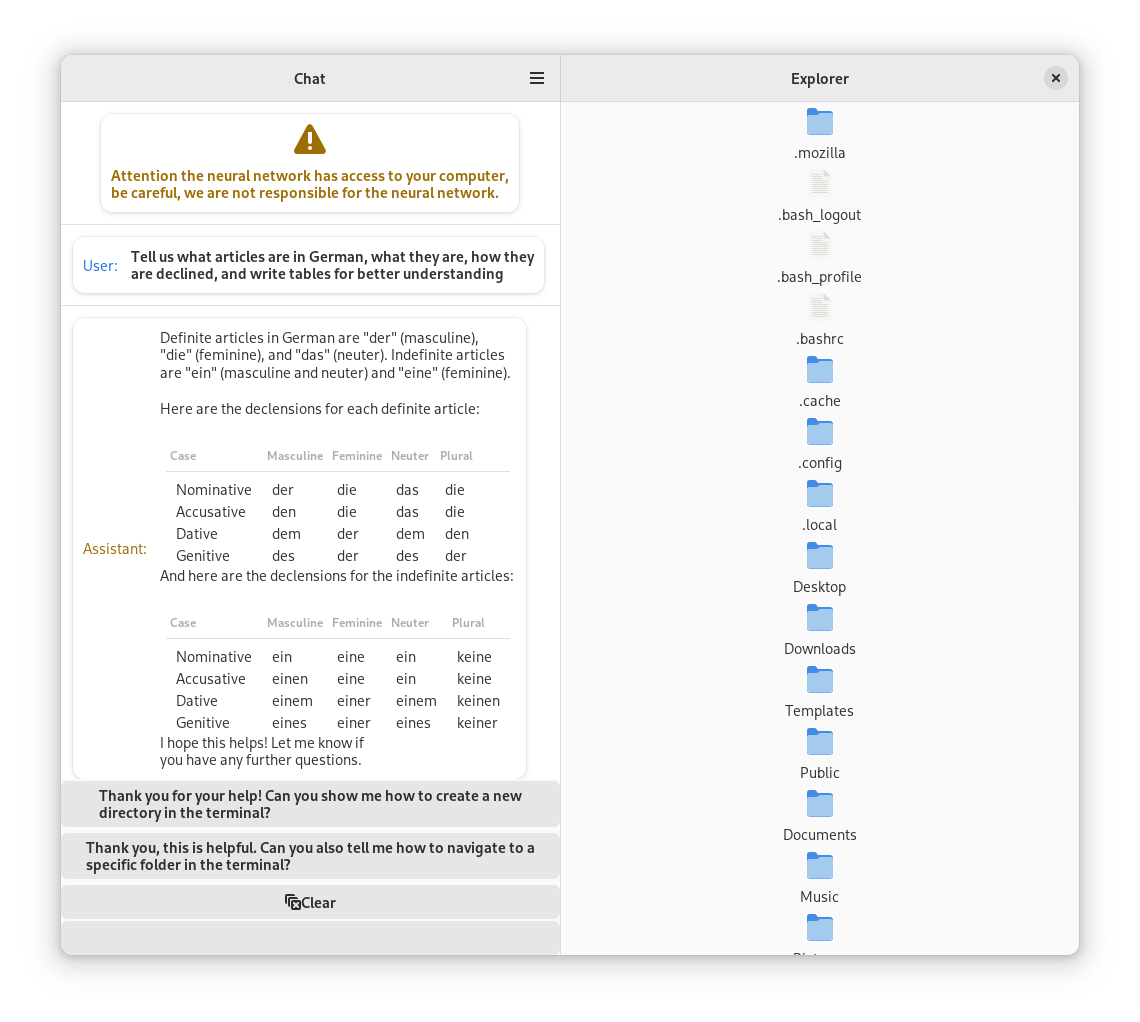 Chat
Attention the neural network has access to your computer,
be careful, we are not responsible for the neural network.
User:
Tell us what articles are in German, what they are, how they
are declined, and write tables for better understanding
Assistant:
Definite articles in German are "der" (masculine),
"die" (feminine), and "das" (neuter). Indefinite articles
are "ein" (masculine and neuter) and "eine" (feminine).
Here are the declensions for each definite article:
Case Masculine Feminine Neuter Plural
Nominative der die das die
Accusative den die das die
Dative dem der dem den
Genitive des der des der
And here are the declensions for the indefinite articles:
Case Masculine Feminine Neuter Plural
Nominative ein eine ein keine
Accusative einen eine ein keine
Dative einem einer einem keinen
Genitive eines einer eines keiner
I hope this helps! Let me know if
you have any further questions.
Thank you for your help! Can you show me how to create a new
directory in the terminal?
Thank you, this is helpful. Can you also tell me how to navigate to a
specific folder in the terminal?
Clear
Explorer
.mozilla
.bash_logout
.bash_profile
.bashrc
.cache
.config
.local
Desktop
Downloads
Templates
Public
Documents
Music